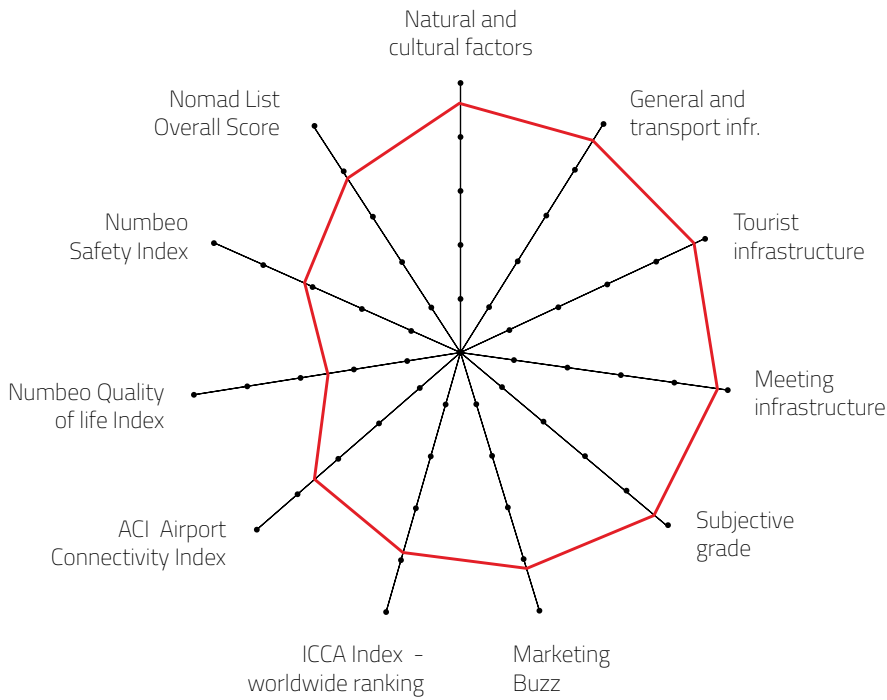 Natural and
cultural factors
General and
transport infr.
Tourist
infrastructure
Meeting
infrastructure
Subjective
grade
Marketing
Buzz
ICCA Index -
worldwide ranking
ACI Airport
Connectivity Index
Numbeo Quality
of life Index
Numbeo
Safety Index
Nomad List
Overall Score